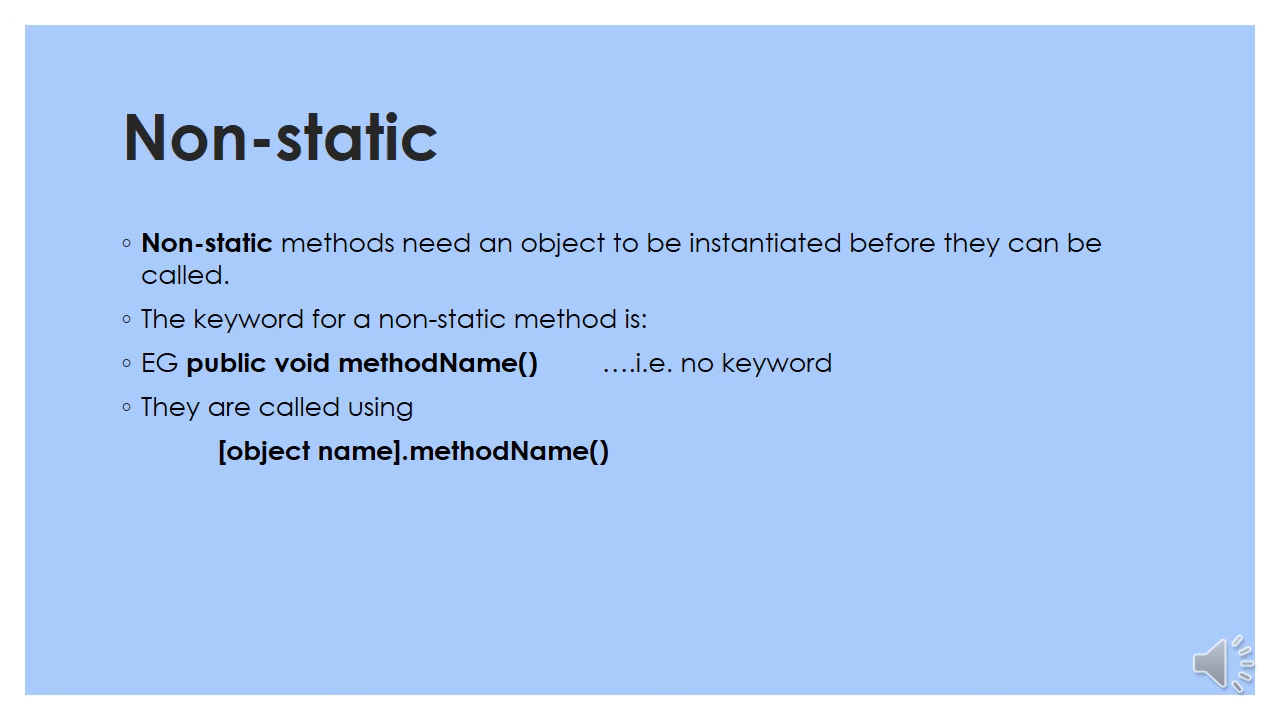 Non-static
◦ Non-static methods need an object to be instantiated before they can be
called.
◦ The keyword for a non-static method is:
◦ EG public void methodName() ….i.e. no keyword
◦ They are called using
[object name].methodName()